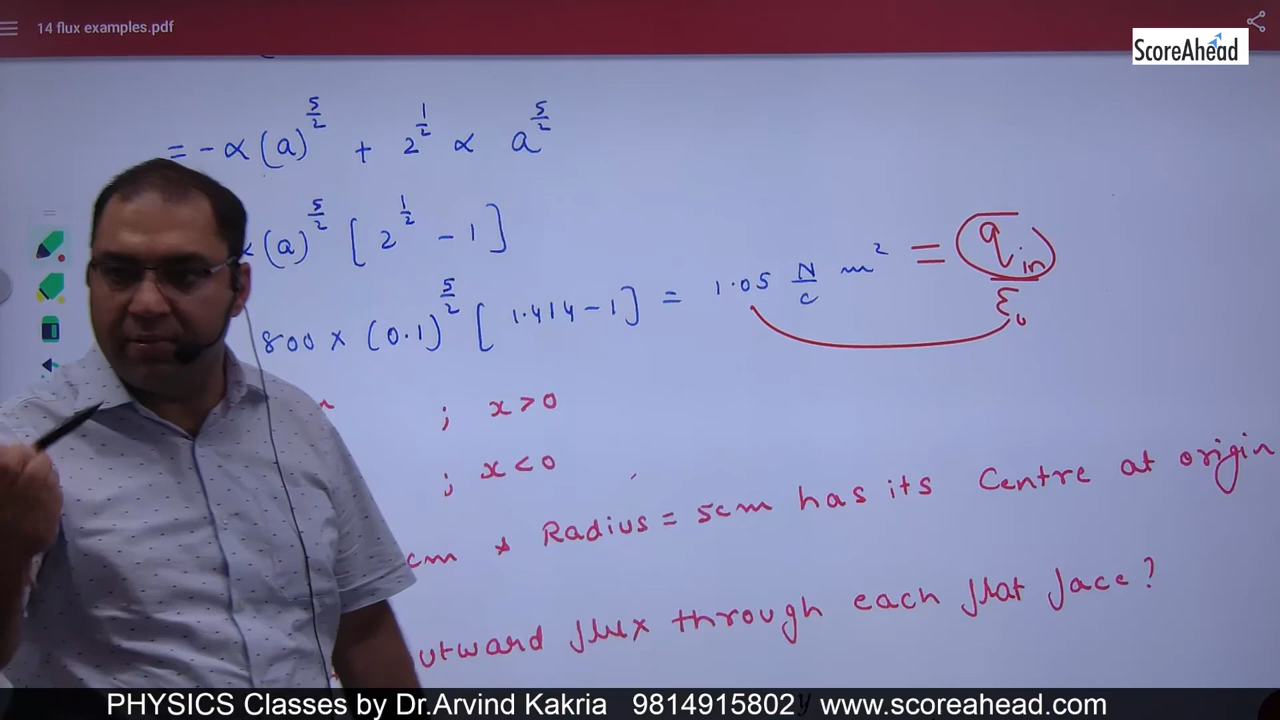 14 flux examples.pdf
ScoreAhead
= -α (a)^{5/2} + 2^{1/2} α a^{5/2}
(a)^{5/2} [ 2^{1/2} - 1 ]
800 × (0.1)^{5/2} [ 1.414 - 1 ] = 1.05 N/c m² = q_{in}/ε₀
; x > 0
; x < 0
cm & Radius = 5cm has its Centre at origin
utward flux through each flat face?
PHYSICS Classes by Dr.Arvind Kakria 9814915802 www.scoreahead.com